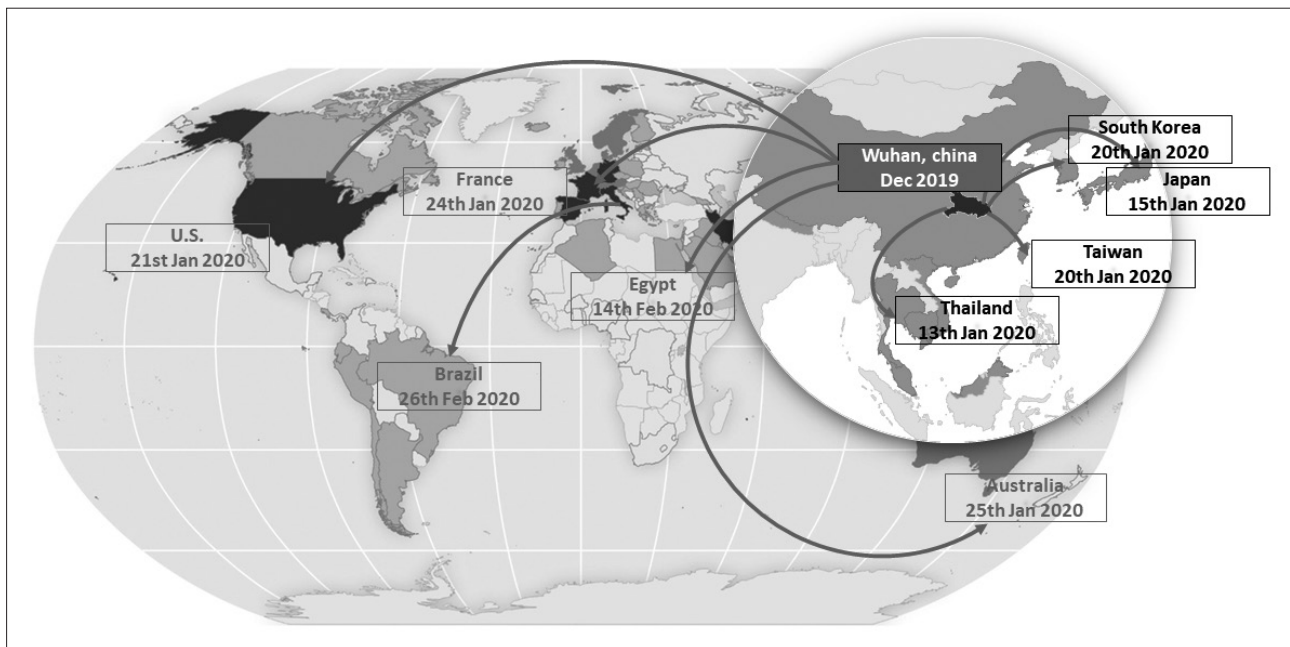 South Korea
20th Jan 2020
Wuhan, china
Dec 2019
Japan
15th Jan 2020
France
24th Jan 2020
U.S.
21st Jan 2020
Taiwan
20th Jan 2020
Egypt
14th Feb 2020
Thailand
13th Jan 2020
Brazil
26th Feb 2020
Australia
25th Jan 2020